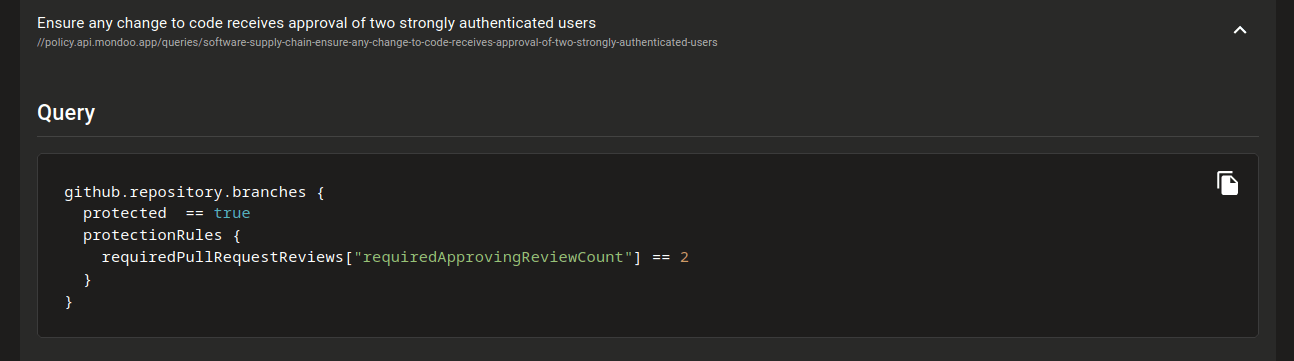 Ensure any change to code receives approval of two strongly authenticated users
//policy.api.mondoo.app/queries/software-supply-chain-ensure-any-change-to-code-receives-approval-of-two-strongly-authenticated-users
Query
github.repository.branches {
  protected  == true
  protectionRules {
    requiredPullRequestReviews["requiredApprovingReviewCount"] == 2
  }
}